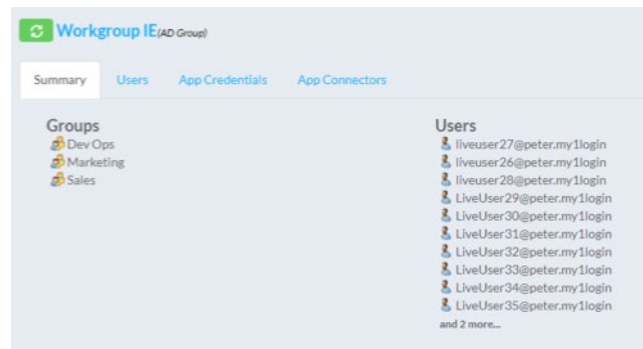 Workgroup IE(AD Group)
Summary Users App Credentials App Connectors
Groups
Dev Ops
Marketing
Sales
Users
liveuser27@peter.my1login
liveuser26@peter.my1login
liveuser28@peter.my1login
LiveUser29@peter.my1login
LiveUser30@peter.my1login
LiveUser31@peter.my1login
LiveUser32@peter.my1login
LiveUser33@peter.my1login
LiveUser34@peter.my1login
LiveUser35@peter.my1login
and 2 more...